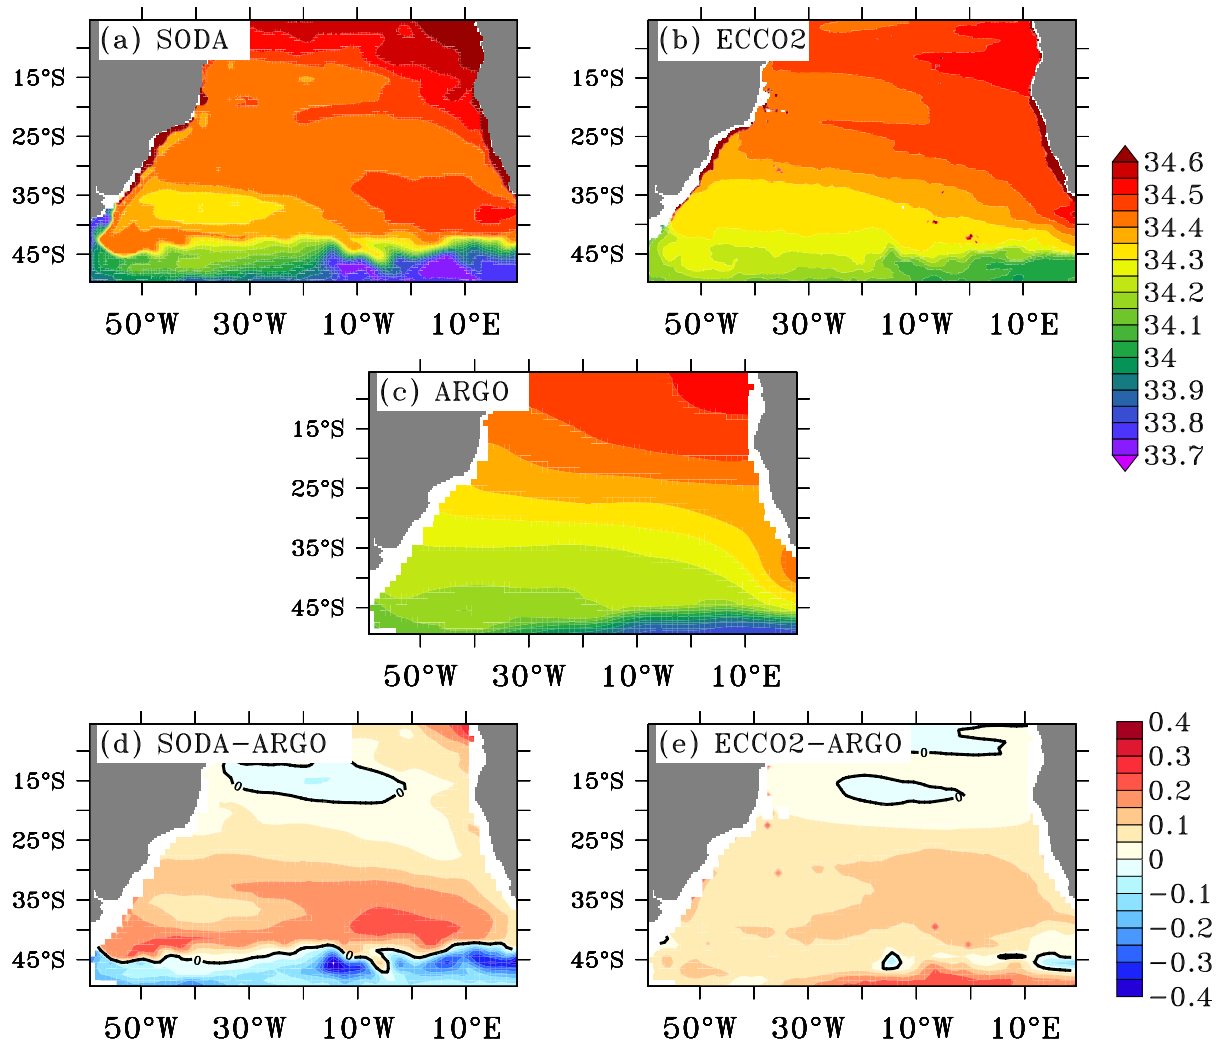 (a) SODA
15°S
25°S
35°S
45°S
50°W 30°W 10°W 10°E
(b) ECCO2
15°S
25°S
35°S
45°S
50°W 30°W 10°W 10°E
34.6
34.5
34.4
34.3
34.2
34.1
34
33.9
33.8
33.7
(c) ARGO
15°S
25°S
35°S
45°S
50°W 30°W 10°W 10°E
(d) SODA-ARGO
0
0
0
0
15°S
25°S
35°S
45°S
50°W 30°W 10°W 10°E
(e) ECCO2-ARGO
0
0
15°S
25°S
35°S
45°S
50°W 30°W 10°W 10°E
0.4
0.3
0.2
0.1
0
-0.1
-0.2
-0.3
-0.4